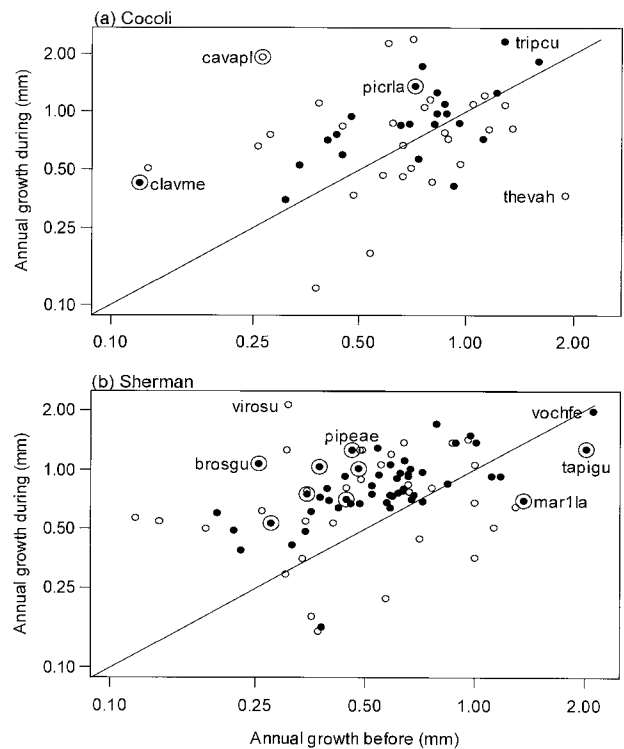 (a) Cocoli
Annual growth during (mm)
2.00
1.00
0.50
0.25
0.10
cavapl
tripcu
picrla
clavme
thevah
0.10 0.25 0.50 1.00 2.00
(b) Sherman
Annual growth during (mm)
2.00
1.00
0.50
0.25
0.10
virosu
vochfe
pipeae
brosgu
tapigu
mar1la
0.10 0.25 0.50 1.00 2.00
Annual growth before (mm)